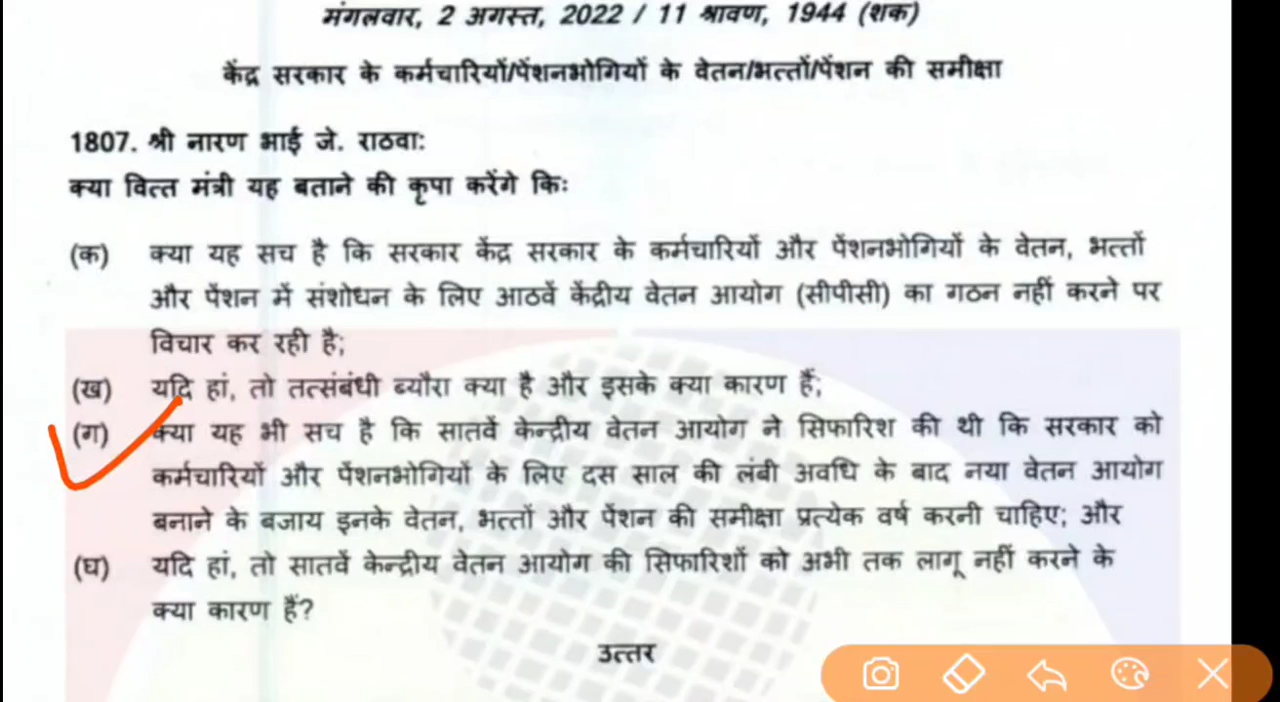 मंगलवार, 2 अगस्त, 2022 / 11 श्रावण, 1944 (शक)
केंद्र सरकार के कर्मचारियों/पेंशनभोगियों के वेतन/भत्तों/पेंशन की समीक्षा
1807. श्री नारण भाई जे. राठवा:
क्या वित्त मंत्री यह बताने की कृपा करेंगे किः
(क) क्या यह सच है कि सरकार केंद्र सरकार के कर्मचारियों और पेंशनभोगियों के वेतन, भत्तों
और पेंशन में संशोधन के लिए आठवें केंद्रीय वेतन आयोग (सीपीसी) का गठन नहीं करने पर
विचार कर रही है;
(ख) यदि हां, तो तत्संबंधी ब्यौरा क्या है और इसके क्या कारण हैं;
(ग) क्या यह भी सच है कि सातवें केन्द्रीय वेतन आयोग ने सिफारिश की थी कि सरकार को
कर्मचारियों और पेंशनभोगियों के लिए दस साल की लंबी अवधि के बाद नया वेतन आयोग
बनाने के बजाय इनके वेतन, भत्तों और पेंशन की समीक्षा प्रत्येक वर्ष करनी चाहिए; और
(घ) यदि हां, तो सातवें केन्द्रीय वेतन आयोग की सिफारिशों को अभी तक लागू नहीं करने के
क्या कारण हैं?
उत्तर